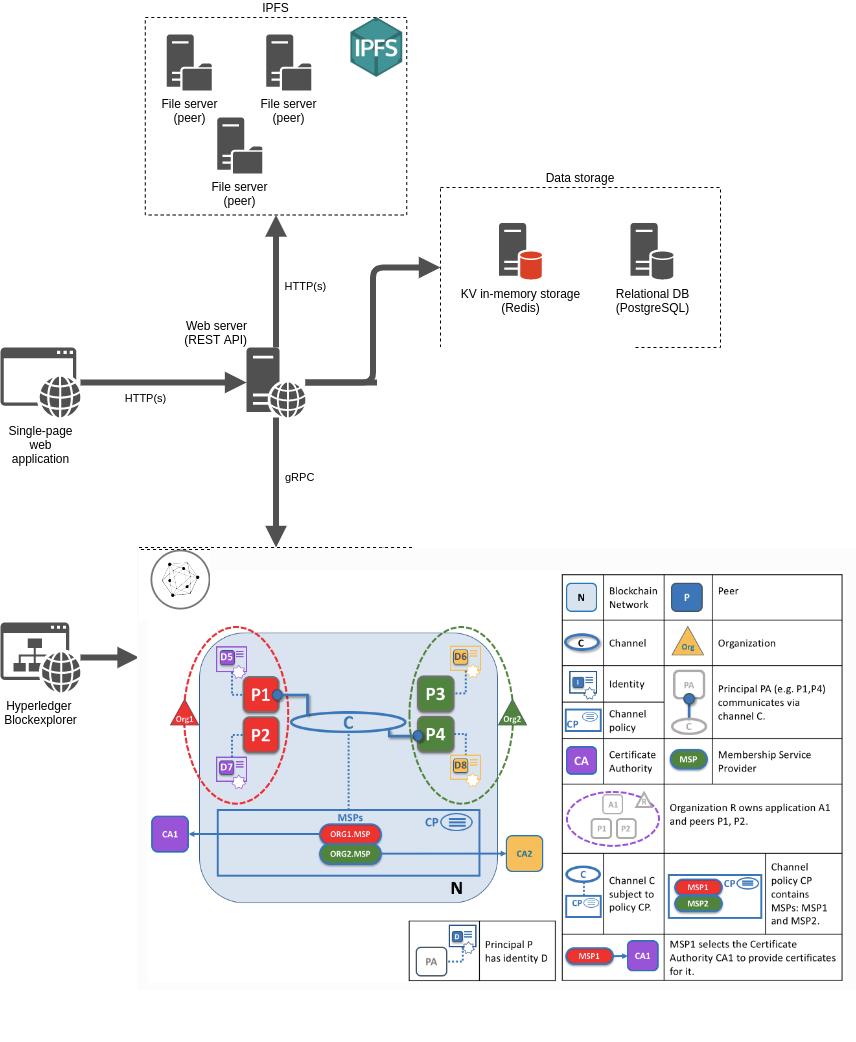 IPFS
IPFS
File server
(peer)
File server
(peer)
File server
(peer)
Data storage
KV in-memory storage
(Redis)
Relational DB
(PostgreSQL)
HTTP(s)
Web server
(REST API)
HTTP(s)
Single-page
web
application
gRPC
Hyperledger
Blockexplorer
D5
P1
P2
D7
Org1
C
D6
P3
P4
D8
Org2
MSPs
CP
ORG1.MSP
ORG2.MSP
CA1
CA2
N
PA
D
Principal P
has identity D
N
Blockchain
Network
P
Peer
C
Channel
Org
Organization
I
Identity
CP
Channel
policy
PA
C
Principal PA (e.g. P1,P4)
communicates via
channel C.
CA
Certificate
Authority
MSP
Membership Service
Provider
A1
R
P1
P2
Organization R owns application A1
and peers P1, P2.
C
CP
Channel C
subject to
policy CP.
MSP1
MSP2
CP
Channel
policy CP
contains
MSPs: MSP1
and MSP2.
MSP1
CA1
MSP1 selects the Certificate
Authority CA1 to provide certificates
for it.